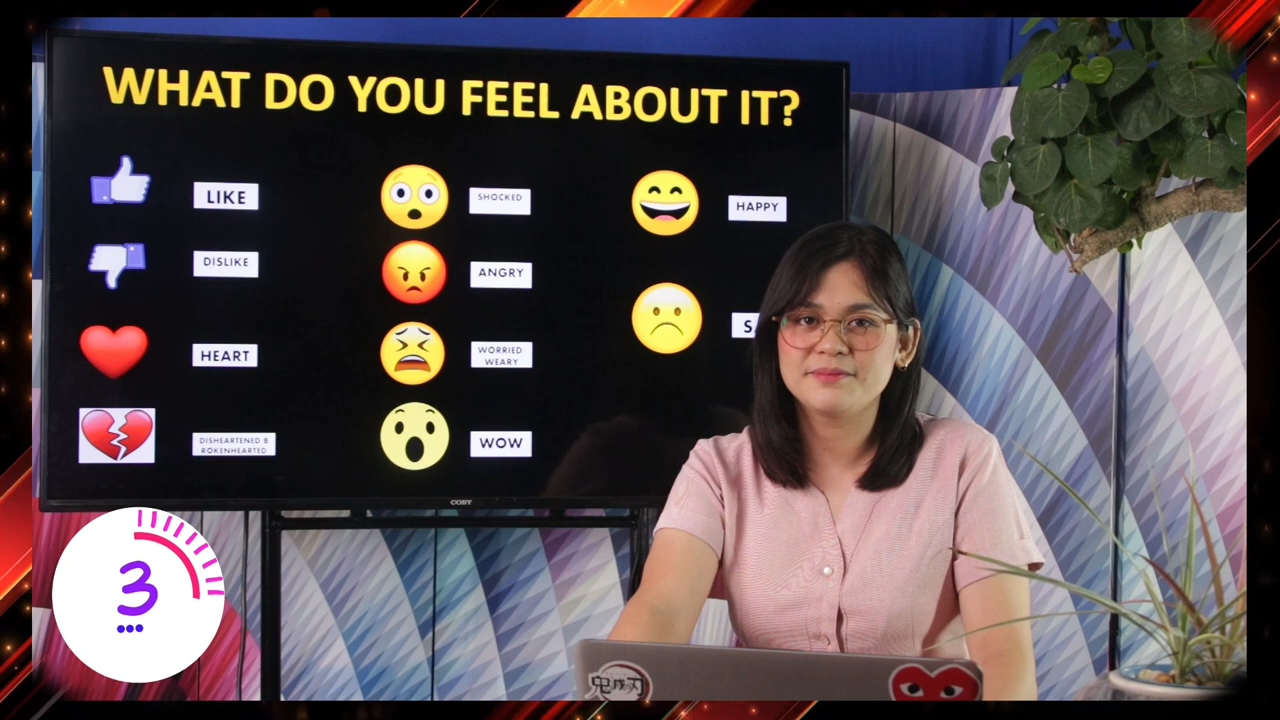 WHAT DO YOU FEEL ABOUT IT?
LIKE
DISLIKE
HEART
DISHEARTENED B
ROKENHEARTED
SHOCKED
ANGRY
WORRIED
WEARY
WOW
HAPPY
COBY
3